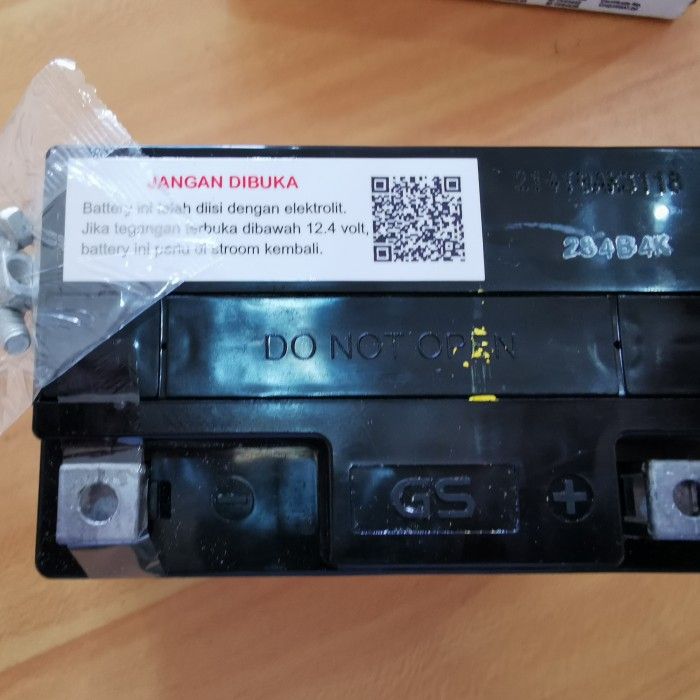 JANGAN DIBUKA
Battery ini telah diisi dengan elektrolit.
Jika tegangan terbuka dibawah 12.4 volt,
battery ini perlu di stroom kembali.
284B4K
DO NOT OPEN
GS
+